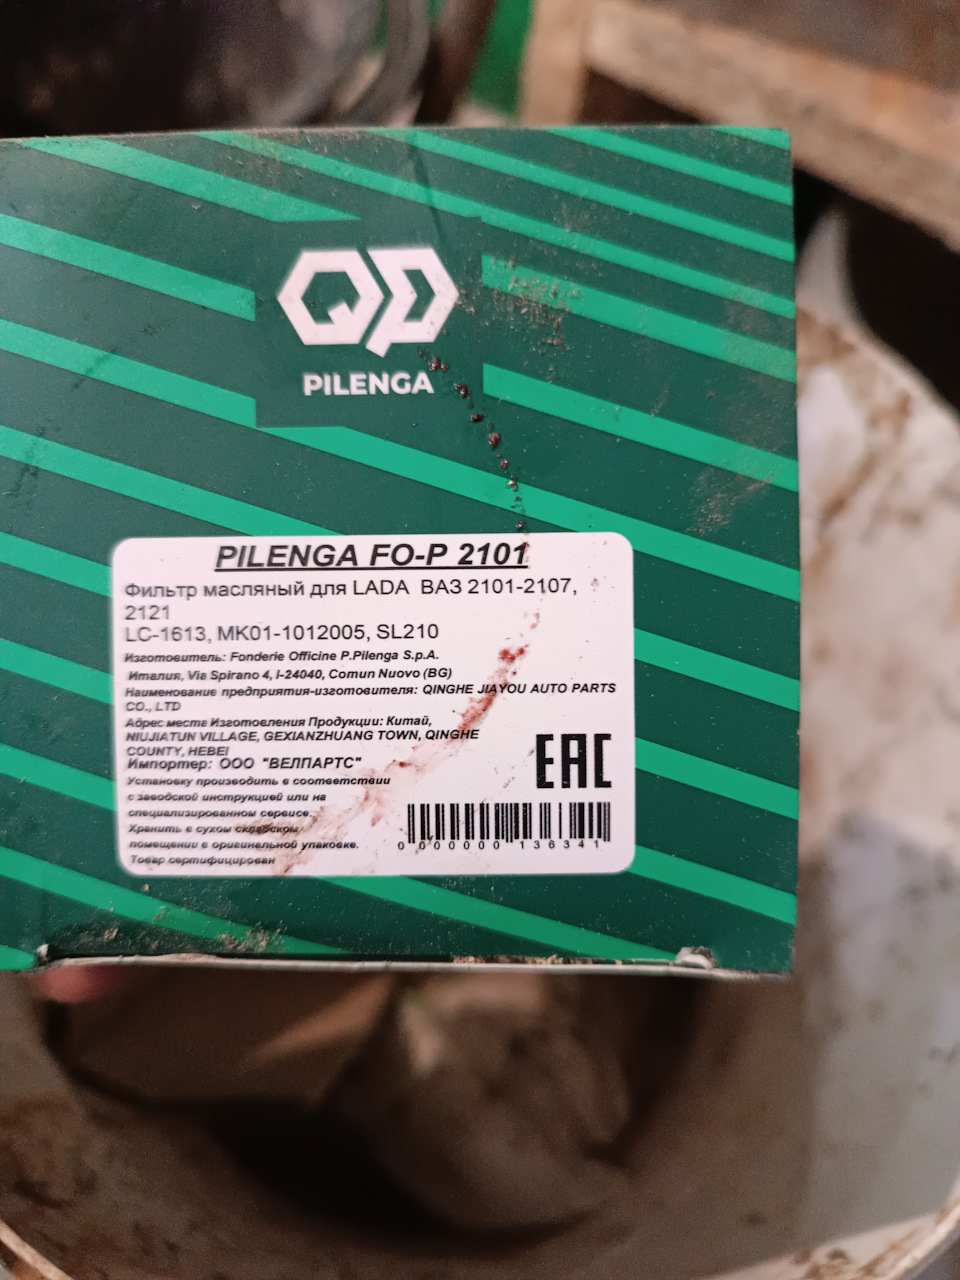 QP
PILENGA
PILENGA FO-P 2101
Фильтр масляный для LADA ВАЗ 2101-2107,
2121
LC-1613, MK01-1012005, SL210
Изготовитель: Fonderie Officine P.Pilenga S.p.A.
Италия, Via Spirano 4, I-24040, Comun Nuovo (BG)
Наименование предприятия-изготовителя: QINGHE JIAYOU AUTO PARTS
CO., LTD
Адрес места Изготовления Продукции: Китай,
NIUJIATUN VILLAGE, GEXIANZHUANG TOWN, QINGHE
COUNTY, HEBEI
Импортер: ООО "ВЕЛПАРТС"
Установку производить в соответствии
с заводской инструкцией или на
специализированном сервисе.
Хранить в сухом складском
помещении в оригинальной упаковке.
Товар сертифицирован
EAC
0 000000 136341